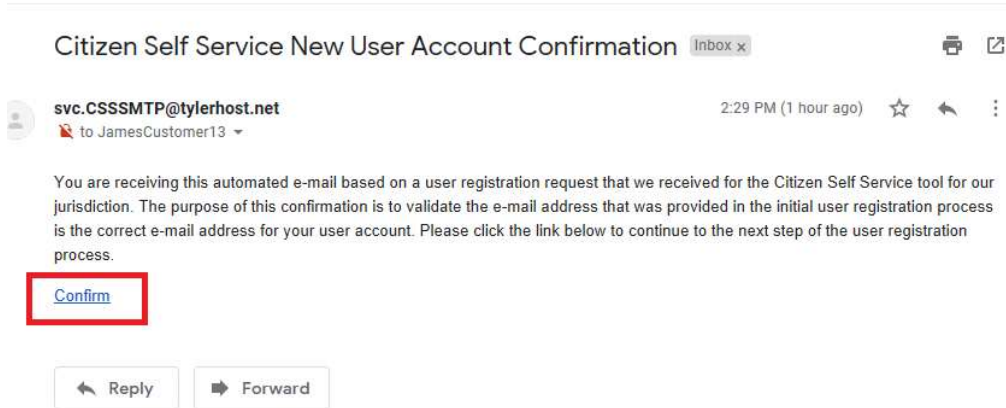 Citizen Self Service New User Account Confirmation Inbox x
svc.CSSSMTP@tylerhost.net 2:29 PM (1 hour ago)
to JamesCustomer13
You are receiving this automated e-mail based on a user registration request that we received for the Citizen Self Service tool for our
jurisdiction. The purpose of this confirmation is to validate the e-mail address that was provided in the initial user registration process
is the correct e-mail address for your user account. Please click the link below to continue to the next step of the user registration
process.
Confirm
Reply Forward